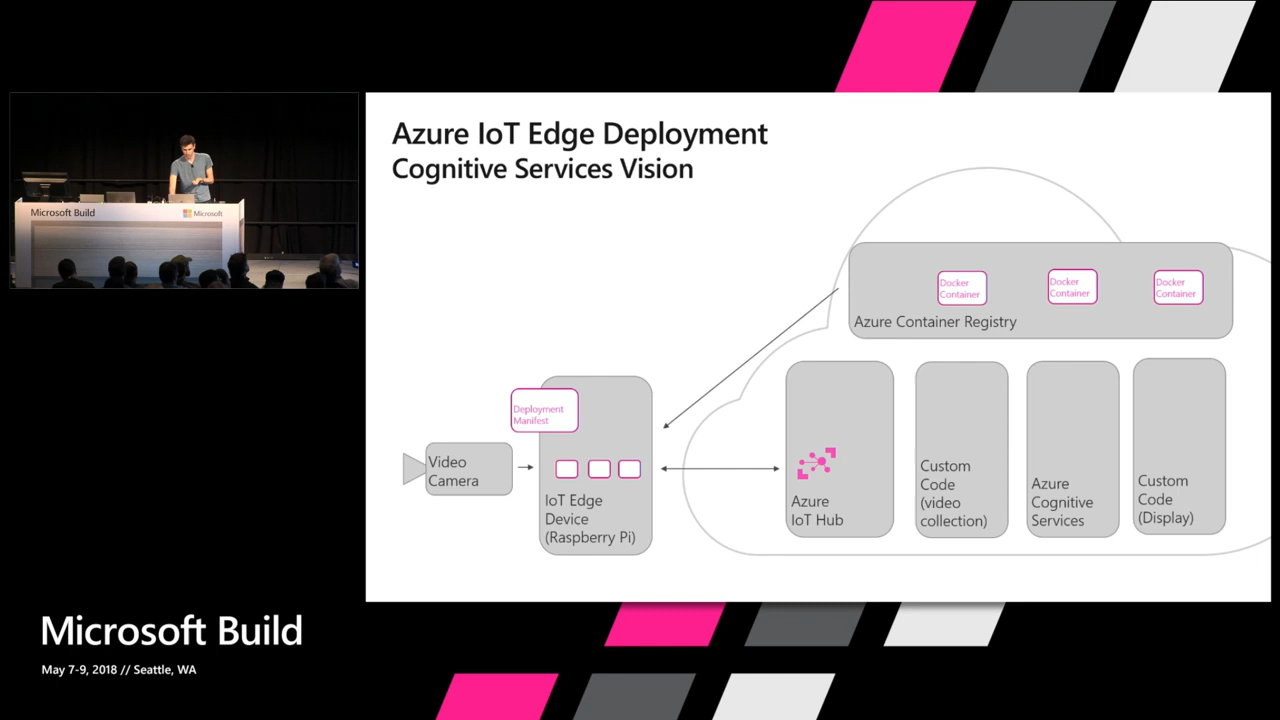 Azure IoT Edge Deployment
Cognitive Services Vision
Microsoft Build
Microsoft
Docker
Container
Docker
Container
Docker
Container
Azure Container Registry
Deployment
Manifest
Video
Camera
IoT Edge
Device
(Raspberry Pi)
Azure
IoT Hub
Custom
Code
(video
collection)
Azure
Cognitive
Services
Custom
Code
(Display)
Microsoft Build
May 7-9, 2018 // Seattle, WA